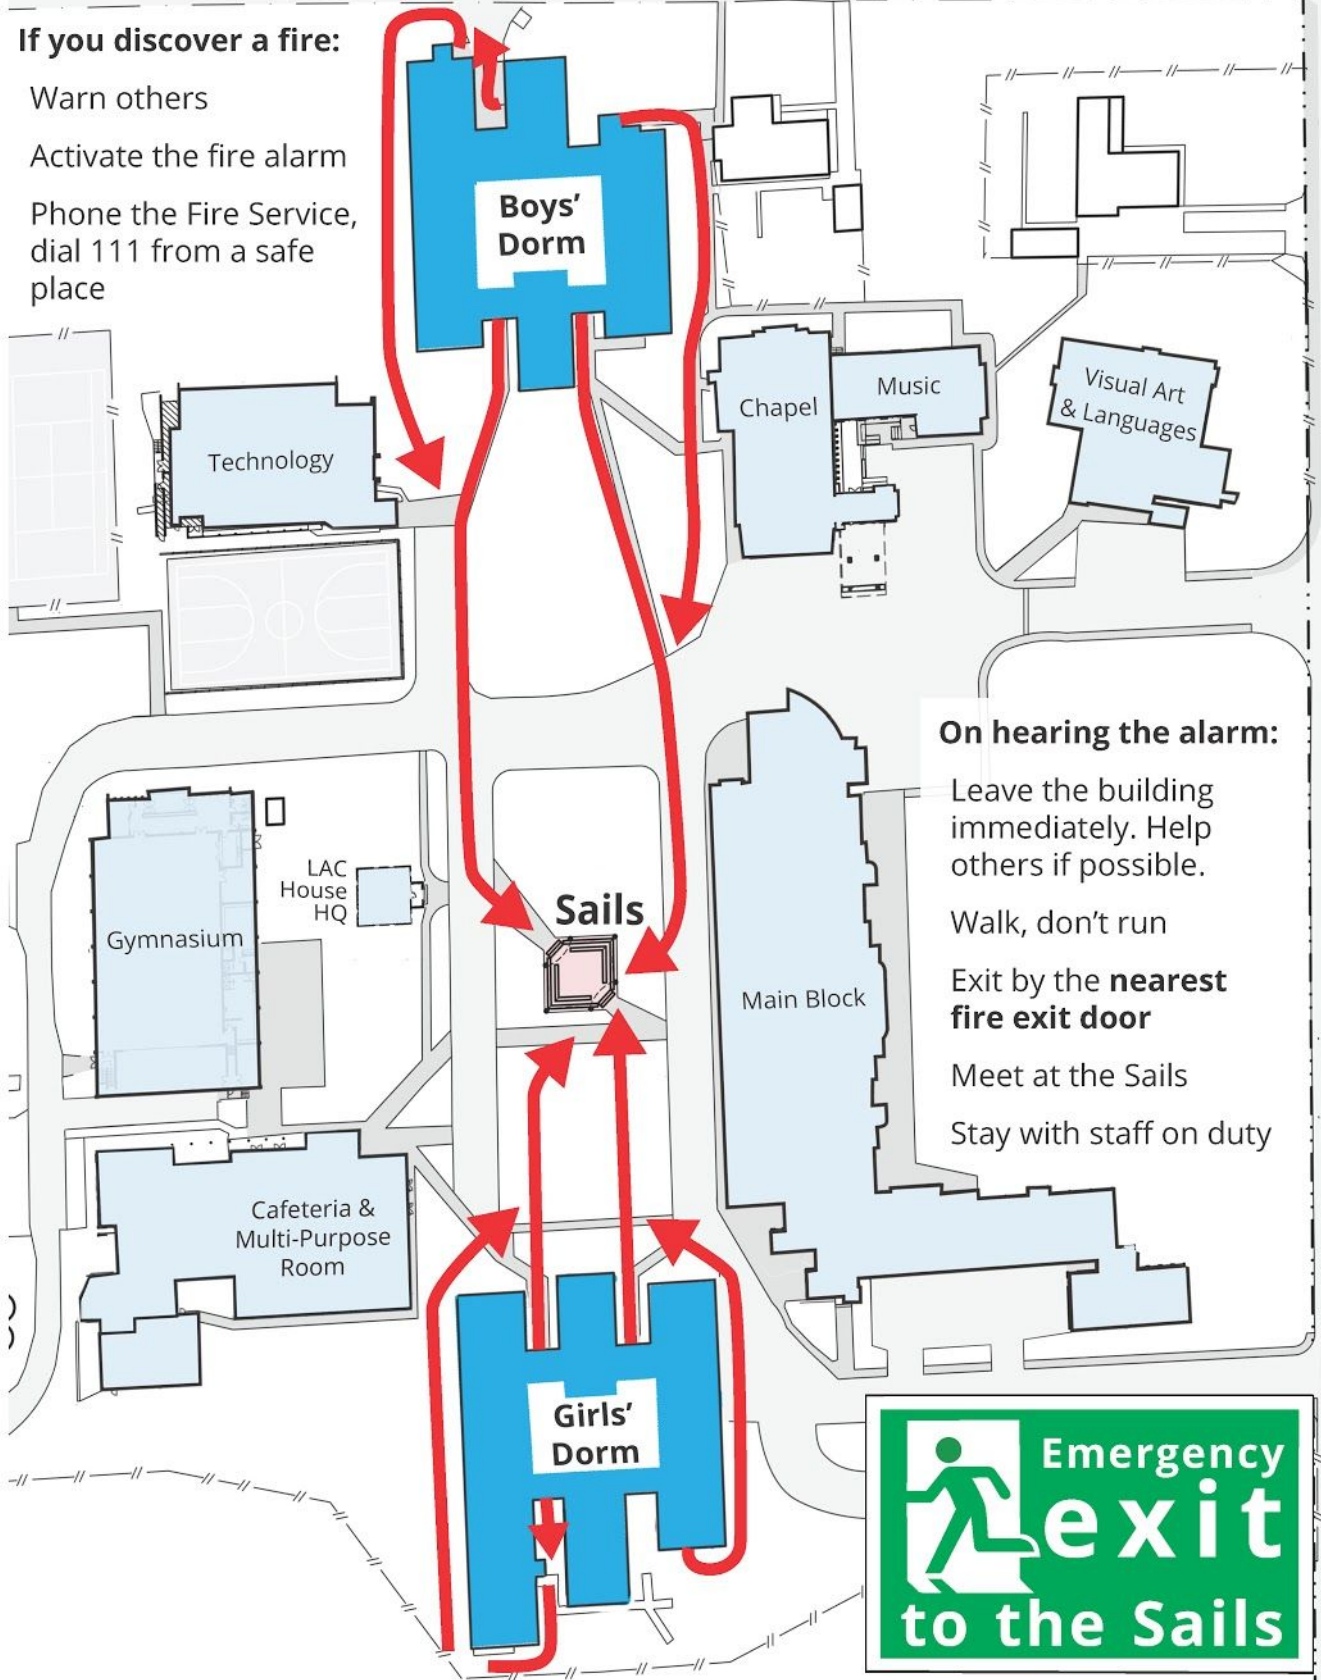 If you discover a fire:
Warn others
Activate the fire alarm
Phone the Fire Service,
dial 111 from a safe
place
Boys’
Dorm
Technology
Chapel
Music
Visual Art
& Languages
On hearing the alarm:
Leave the building
immediately. Help
others if possible.
Walk, don’t run
Exit by the nearest
fire exit door
Meet at the Sails
Stay with staff on duty
Gymnasium
LAC
House
HQ
Sails
Main Block
Cafeteria &
Multi-Purpose
Room
Girls’
Dorm
Emergency
exit
to the Sails